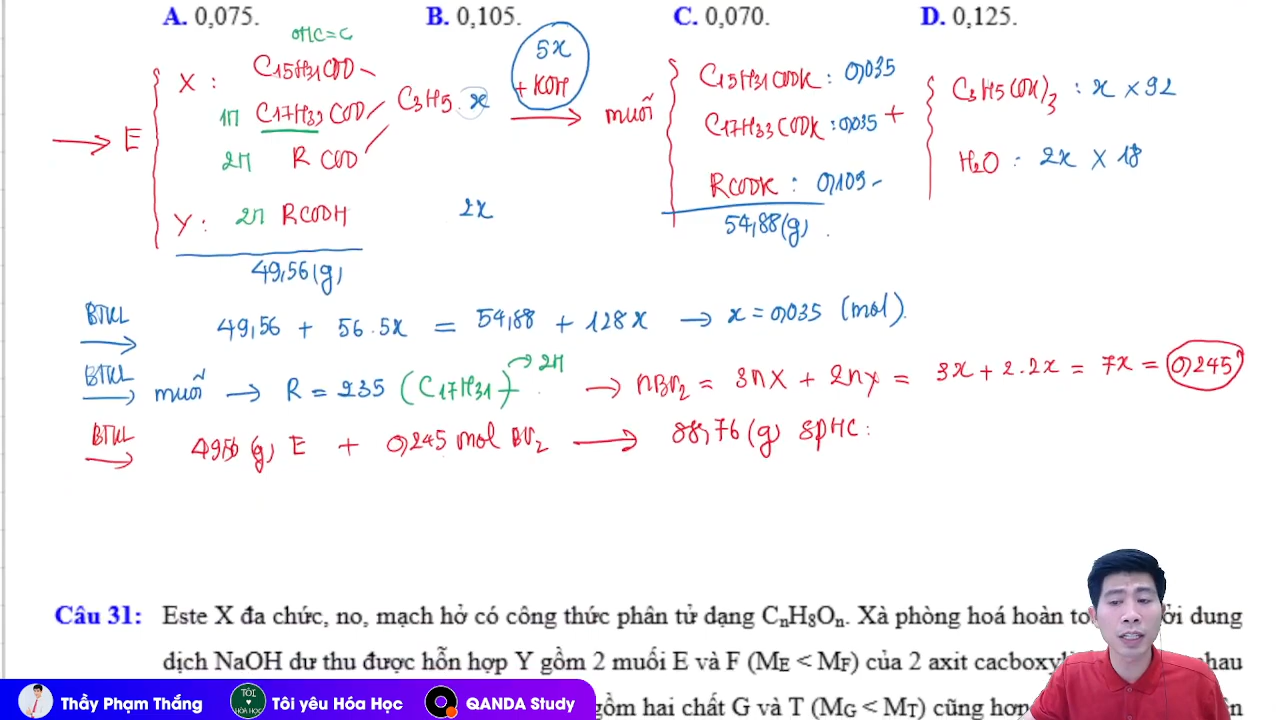 A. 0,075. B. 0,105. C. 0,070. D. 0,125.
→ E
X : C15H31COO
1π C17H33COO
2π RCOO
C3H5 x
Y : 2π RCOOH 2x
49,56(g)
5x
+ KOH
muối
C15H31COOK : 0,035
C17H33COOK : 0,035
RCOOK : 0,105
54,88(g)
+
C3H5(OH)3 : x × 92
H2O : 2x × 18
BTKL → 49,56 + 56.5x = 54,88 + 128x → x = 0,035 (mol).
BTKL → muối → R = 235 (C17H31) → 2π → nBr2 = 3nX + 2nY = 3x + 2.2x = 7x = 0,245
BTKL → 49,56 (g) E + 0,245 mol Br2 → 88,76 (g) SPHC :
Câu 31: Este X đa chức, no, mạch hở có công thức phân tử dạng CnH8On. Xà phòng hoá hoàn dung
dịch NaOH dư thu được hỗn hợp Y gồm 2 muối E và F (ME < MF) của 2 axit nhau
gồm hai chất G và T (MG < MT) cũng
Thầy Phạm Thắng
TÔI YÊU HÓA HỌC
Tôi yêu Hóa Học
QANDA Study